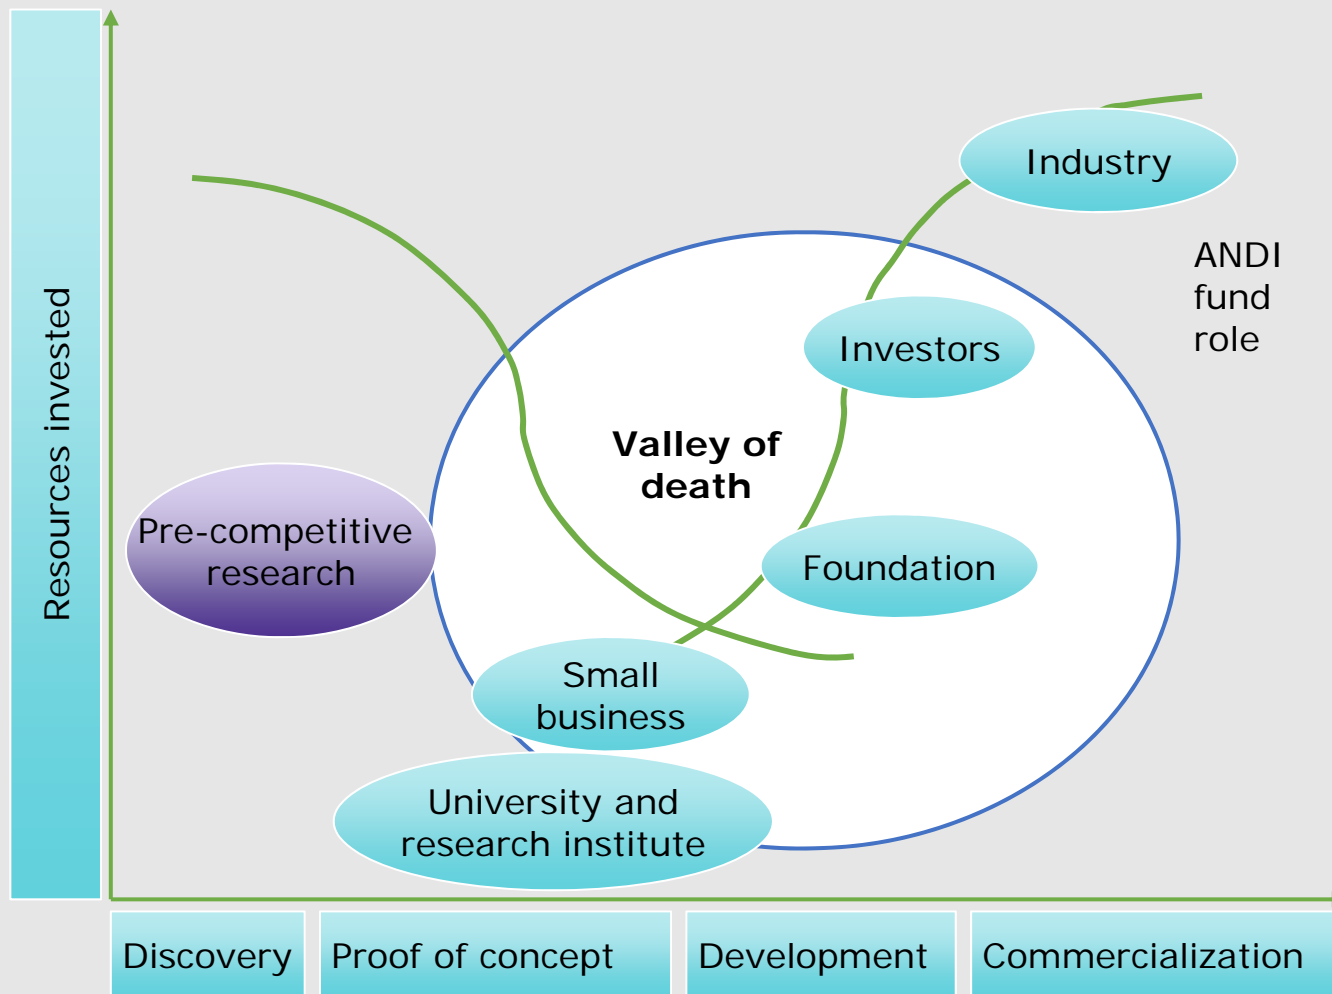 Resources invested
Industry
ANDI
fund
role
Investors
Valley of
death
Pre-competitive
research
Foundation
Small
business
University and
research institute
Discovery
Proof of concept
Development
Commercialization